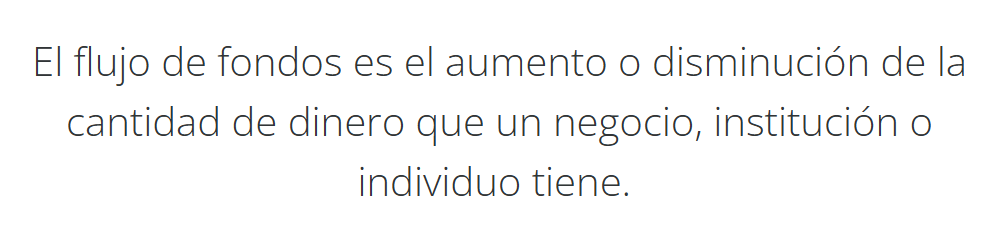 El flujo de fondos es el aumento o disminución de la
cantidad de dinero que un negocio, institución o
individuo tiene.